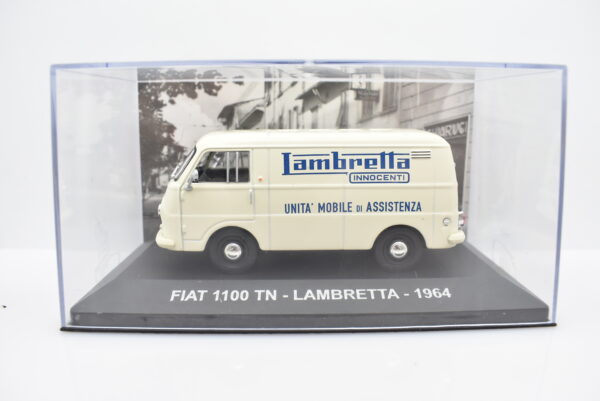 Lambretta
INNOCENTI
UNITA' MOBILE DI ASSISTENZA
FIAT 1100 TN - LAMBRETTA - 1964